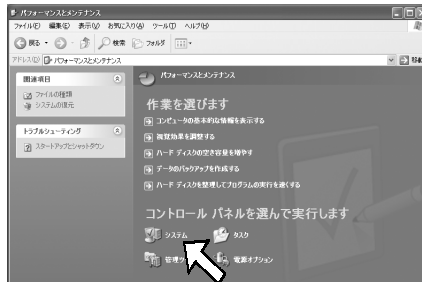 パフォーマンスとメンテナンス
ファイル(F) 編集(E) 表示(V) お気に入り(A) ツール(T) ヘルプ(H)
戻る 検索 フォルダ
アドレス(D) パフォーマンスとメンテナンス 移動
関連項目
ファイルの種類
システムの復元
トラブルシューティング
スタートアップとシャットダウン
パフォーマンスとメンテナンス
作業を選びます
コンピュータの基本的な情報を表示する
視覚効果を調整する
ハード ディスクの空き容量を増やす
データのバックアップを作成する
ハード ディスクを整理してプログラムの実行を速くする
コントロール パネルを選んで実行します
システム タスク
管理 電源オプション